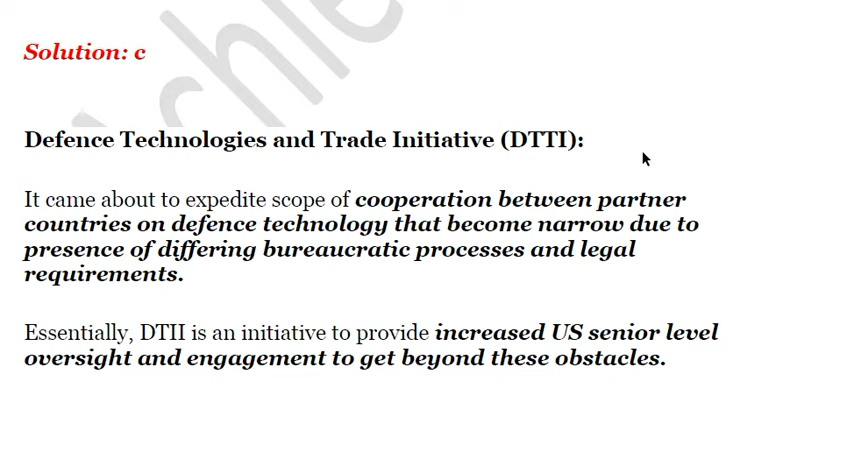 Solution: c
Defence Technologies and Trade Initiative (DTTI):
It came about to expedite scope of cooperation between partner
countries on defence technology that become narrow due to
presence of differing bureaucratic processes and legal
requirements.
Essentially, DTII is an initiative to provide increased US senior level
oversight and engagement to get beyond these obstacles.